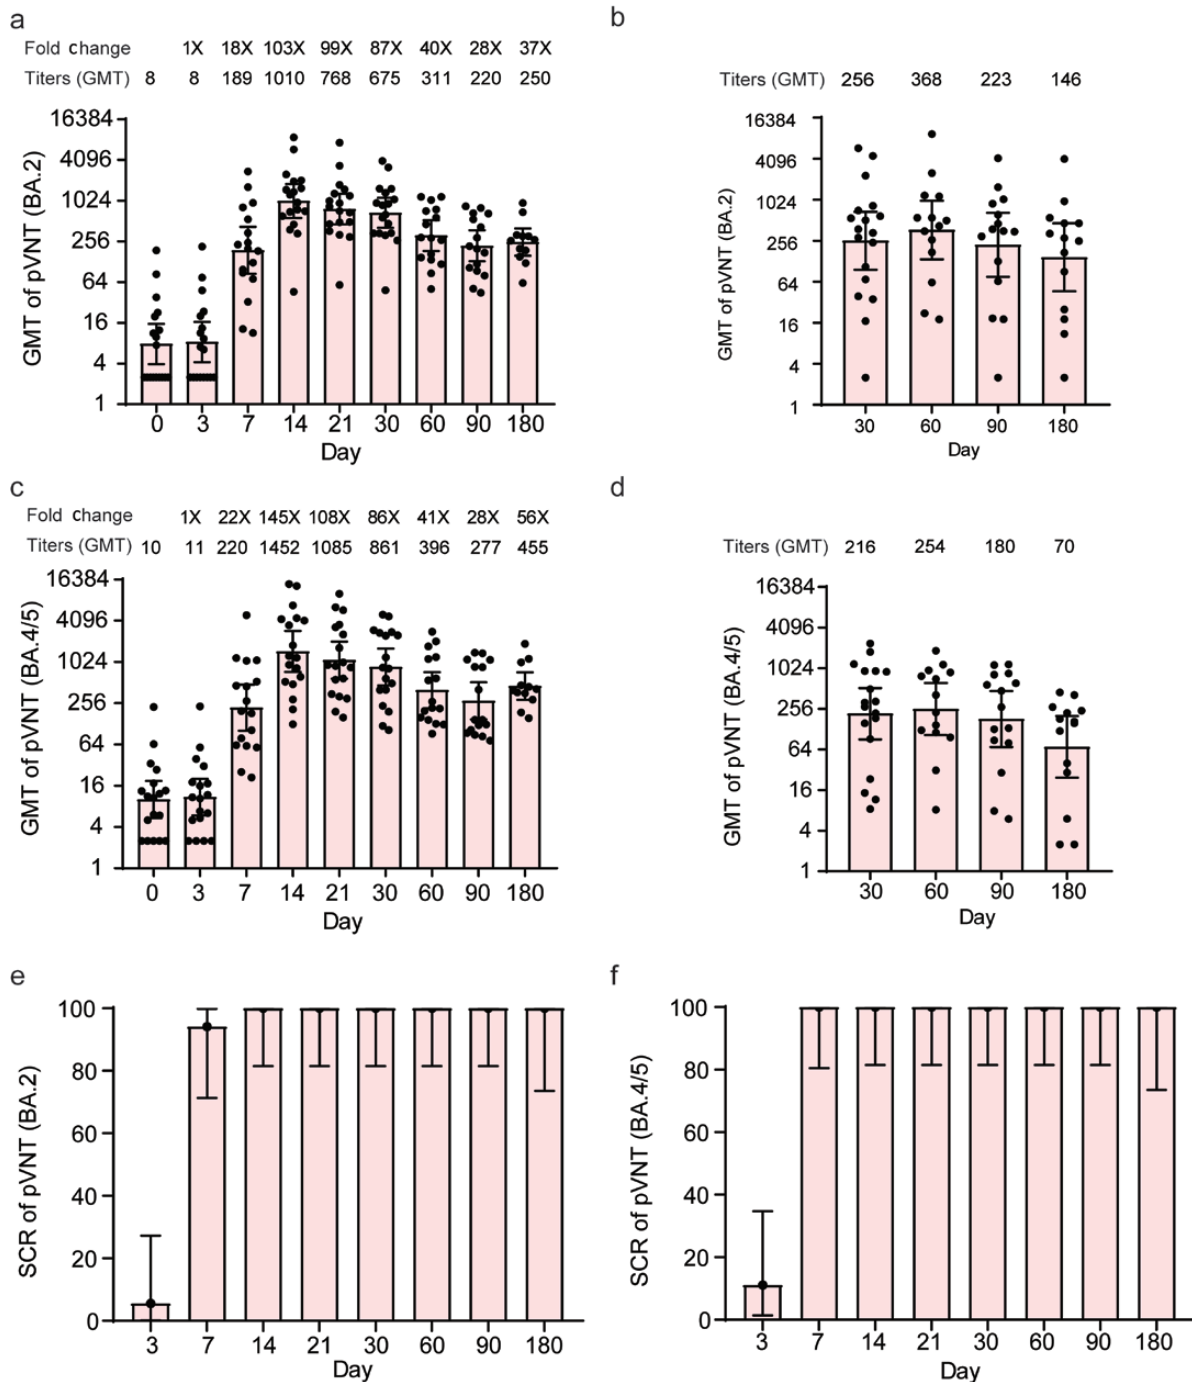 a
Fold change 1X 18X 103X 99X 87X 40X 28X 37X
Titers (GMT) 8 8 189 1010 768 675 311 220 250
GMT of pVNT (BA.2)
16384
4096
1024
256
64
16
4
1
0 3 7 14 21 30 60 90 180
Day
b
Titers (GMT) 256 368 223 146
GMT of pVNT (BA.2)
16384
4096
1024
256
64
16
4
1
30 60 90 180
Day
c
Fold change 1X 22X 145X 108X 86X 41X 28X 56X
Titers (GMT) 10 11 220 1452 1085 861 396 277 455
GMT of pVNT (BA.4/5)
16384
4096
1024
256
64
16
4
1
0 3 7 14 21 30 60 90 180
Day
d
Titers (GMT) 216 254 180 70
GMT of pVNT (BA.4/5)
16384
4096
1024
256
64
16
4
1
30 60 90 180
Day
e
SCR of pVNT (BA.2)
100
80
60
40
20
0
3 7 14 21 30 60 90 180
Day
f
SCR of pVNT (BA.4/5)
100
80
60
40
20
0
3 7 14 21 30 60 90 180
Day